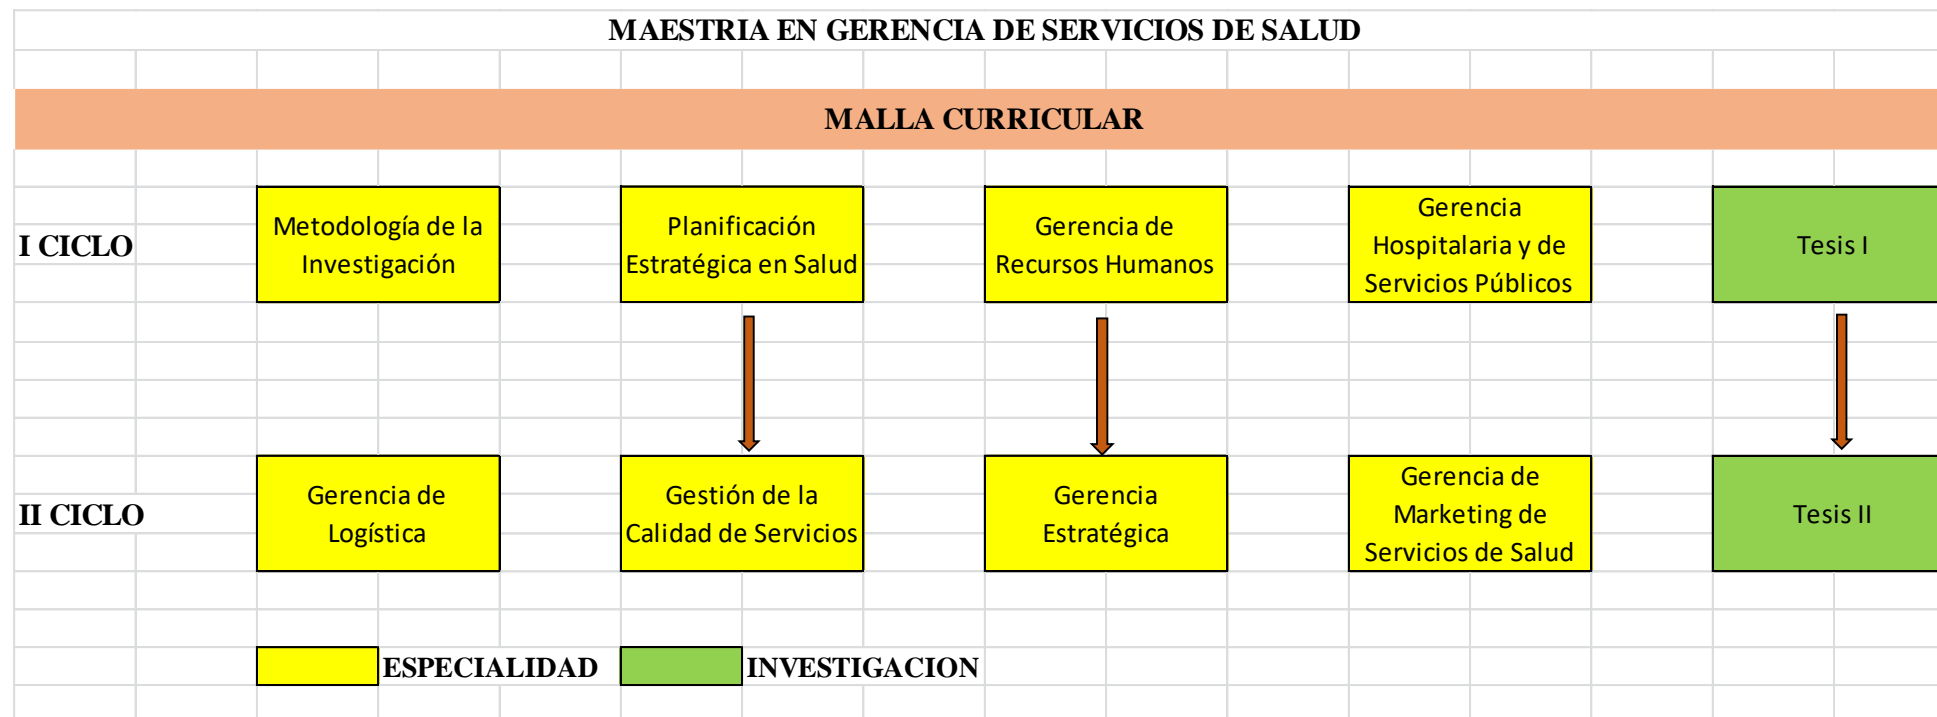 MAESTRIA EN GERENCIA DE SERVICIOS DE SALUD
MALLA CURRICULAR
I CICLO
Metodología de la
Investigación
Planificación
Estratégica en Salud
Gerencia de
Recursos Humanos
Gerencia
Hospitalaria y de
Servicios Públicos
Tesis I
II CICLO
Gerencia de
Logística
Gestión de la
Calidad de Servicios
Gerencia
Estratégica
Gerencia de
Marketing de
Servicios de Salud
Tesis II
ESPECIALIDAD
INVESTIGACION